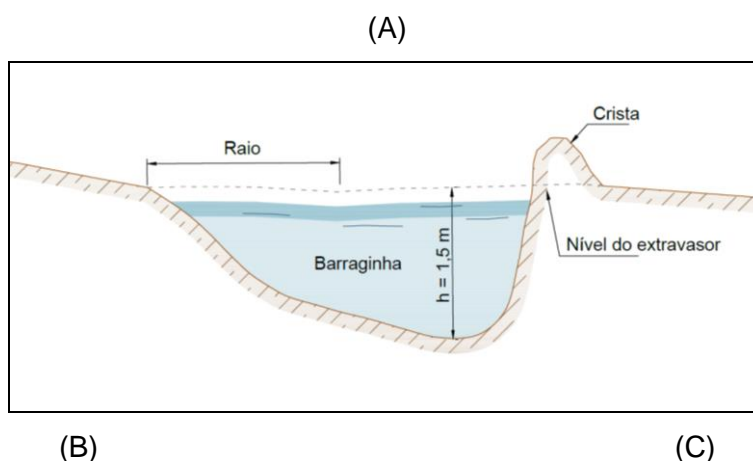 (A)
Crista
Raio
Nível do extravasor
Barraginha
h = 1,5 m
(B)
(C)